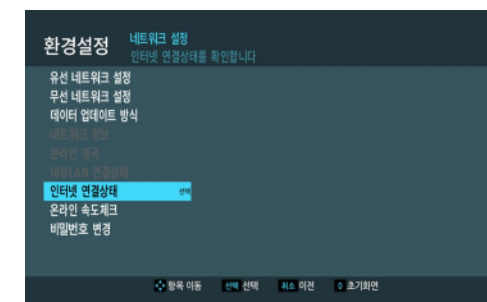 환경설정
네트워크 설정
인터넷 연결상태를 확인합니다
유선 네트워크 설정
무선 네트워크 설정
데이터 업데이트 방식
네트워크 정보
온라인 개국
내부LAN 연결상태
인터넷 연결상태 선택
온라인 속도체크
비밀번호 변경
항목 이동 선택 선택 취소 이전 0 초기화면